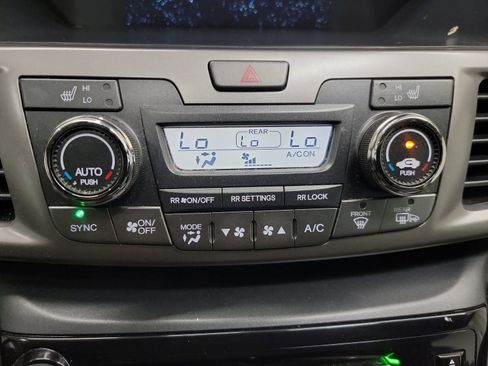 HI
LO
HI
LO
REAR
Lo Lo Lo
A/C ON
AUTO
PUSH
PUSH
RR ON/OFF RR SETTINGS RR LOCK
SYNC
ON/
OFF
MODE
A/C
FRONT
REAR